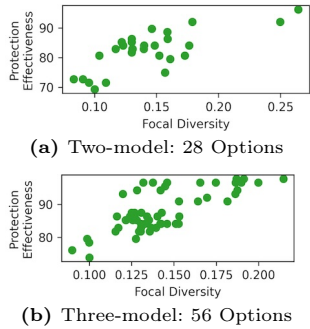 Protection
Effectiveness
90
80
70
0.10 0.15 0.20 0.25
Focal Diversity
(a) Two-model: 28 Options
Protection
Effectiveness
90
80
0.100 0.125 0.150 0.175 0.200
Focal Diversity
(b) Three-model: 56 Options